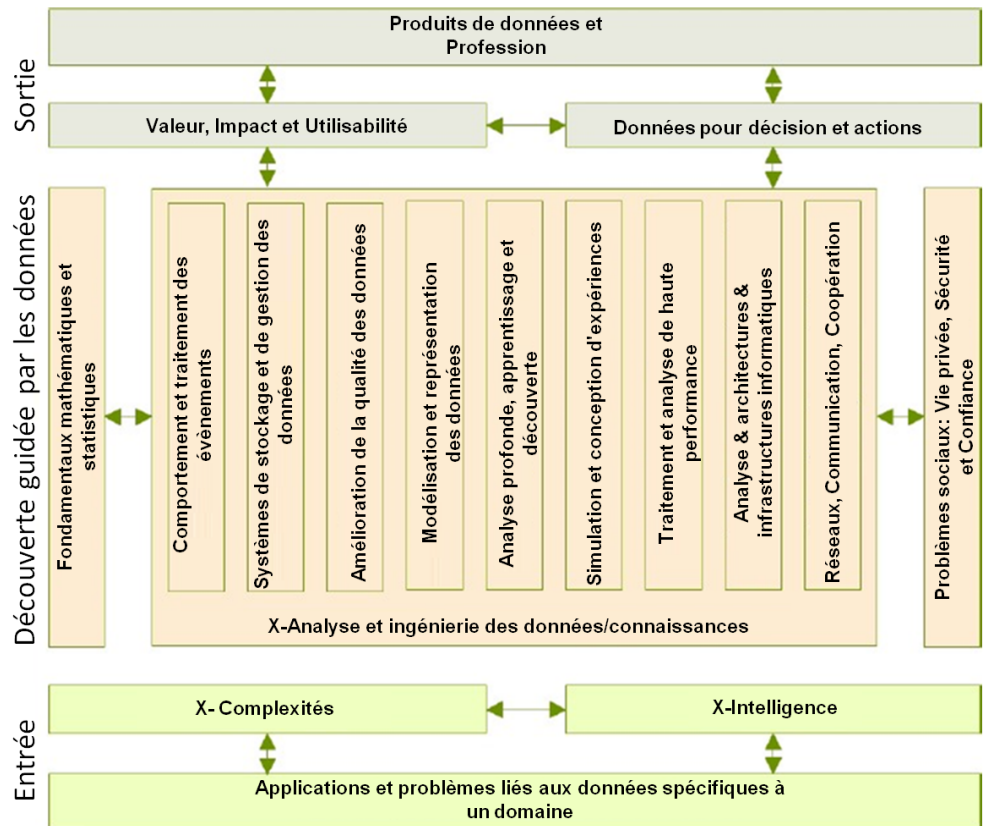 Sortie
Produits de données et
Profession
Valeur, Impact et Utilisabilité
Données pour décision et actions
Découverte guidée par les données
Fondamentaux mathématiques et
statistiques
Comportement et traitement des
évènements
Systèmes de stockage et de gestion des
données
Amélioration de la qualité des données
Modélisation et représentation
des données
Analyse profonde, apprentissage et
découverte
Simulation et conception d'expériences
Traitement et analyse de haute
performance
Analyse & architectures &
infrastructures informatiques
Réseaux, Communication, Coopération
X-Analyse et ingénierie des données/connaissances
Problèmes sociaux: Vie privée, Sécurité
et Confiance
Entrée
X- Complexités
X-Intelligence
Applications et problèmes liés aux données spécifiques à
un domaine